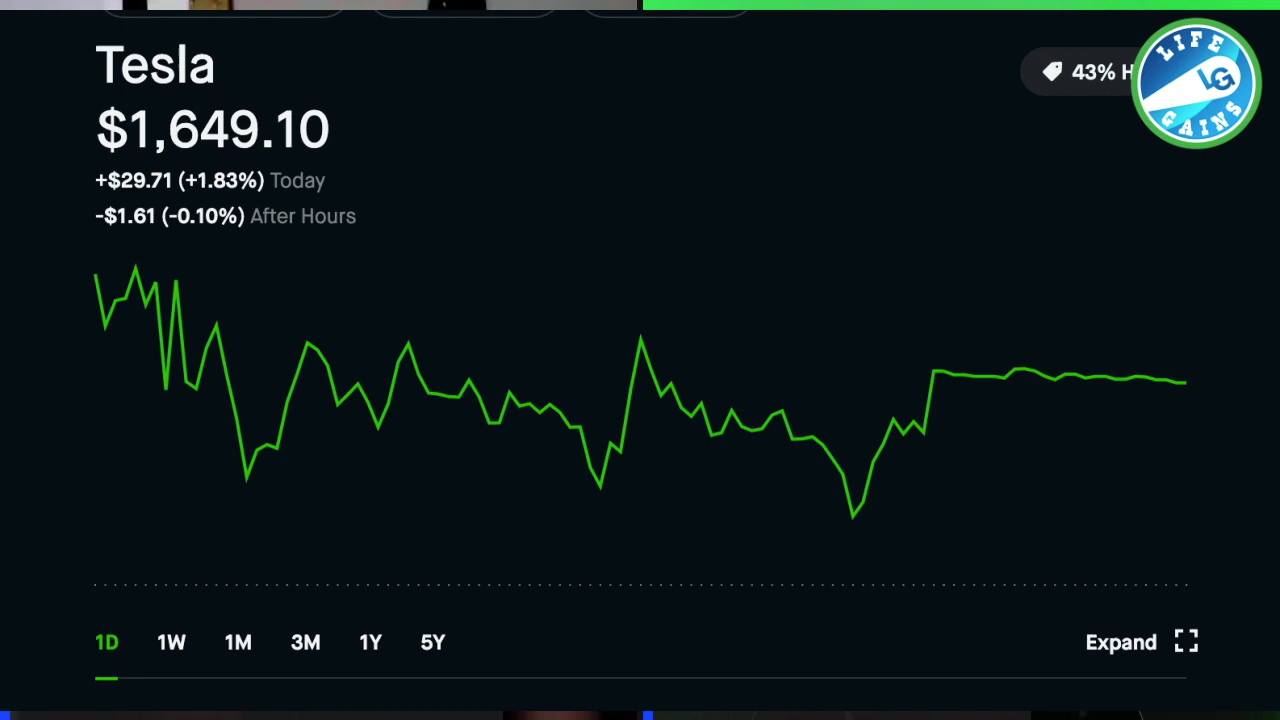 Tesla
43% H
LIFE
LG
GAINS
$1,649.10
+$29.71 (+1.83%) Today
-$1.61 (-0.10%) After Hours
1D 1W 1M 3M 1Y 5Y Expand